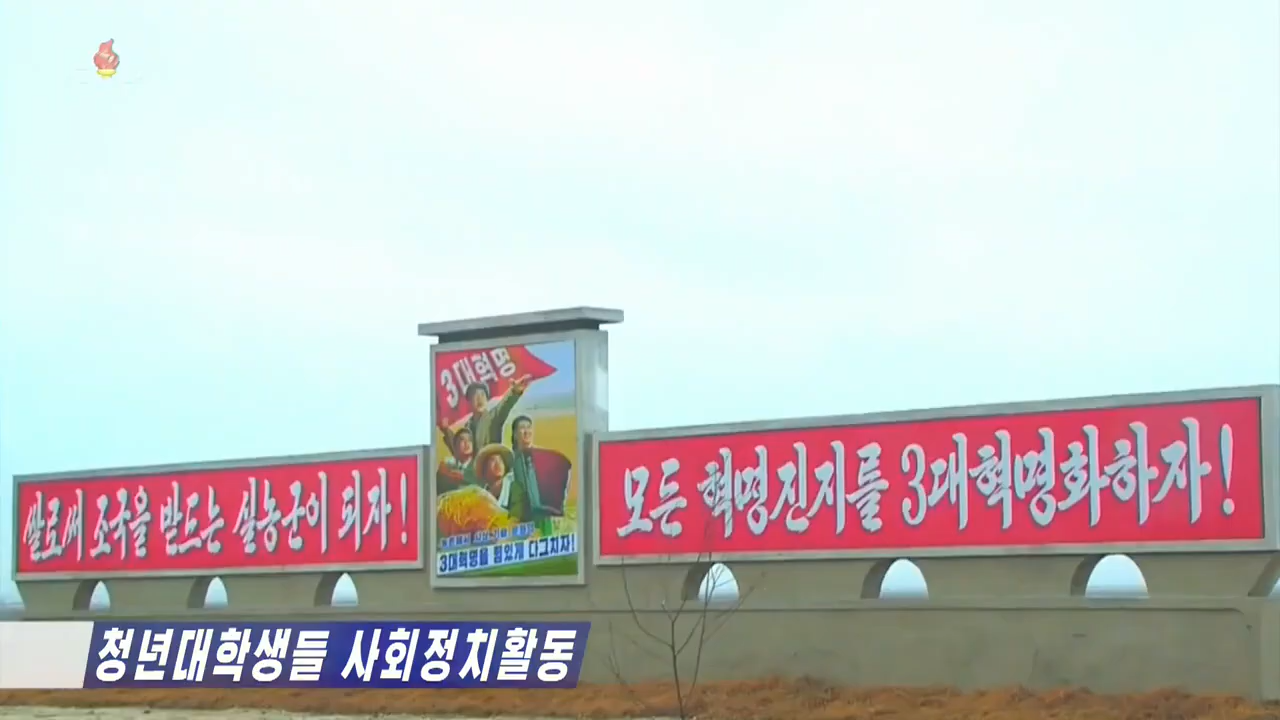 쌀로써 조국을 받드는 실농군이 되자!
3대혁명
3대혁명을 힘있게 다그치자!
모든 혁명진지를 3대혁명화하자!
청년대학생들 사회정치활동